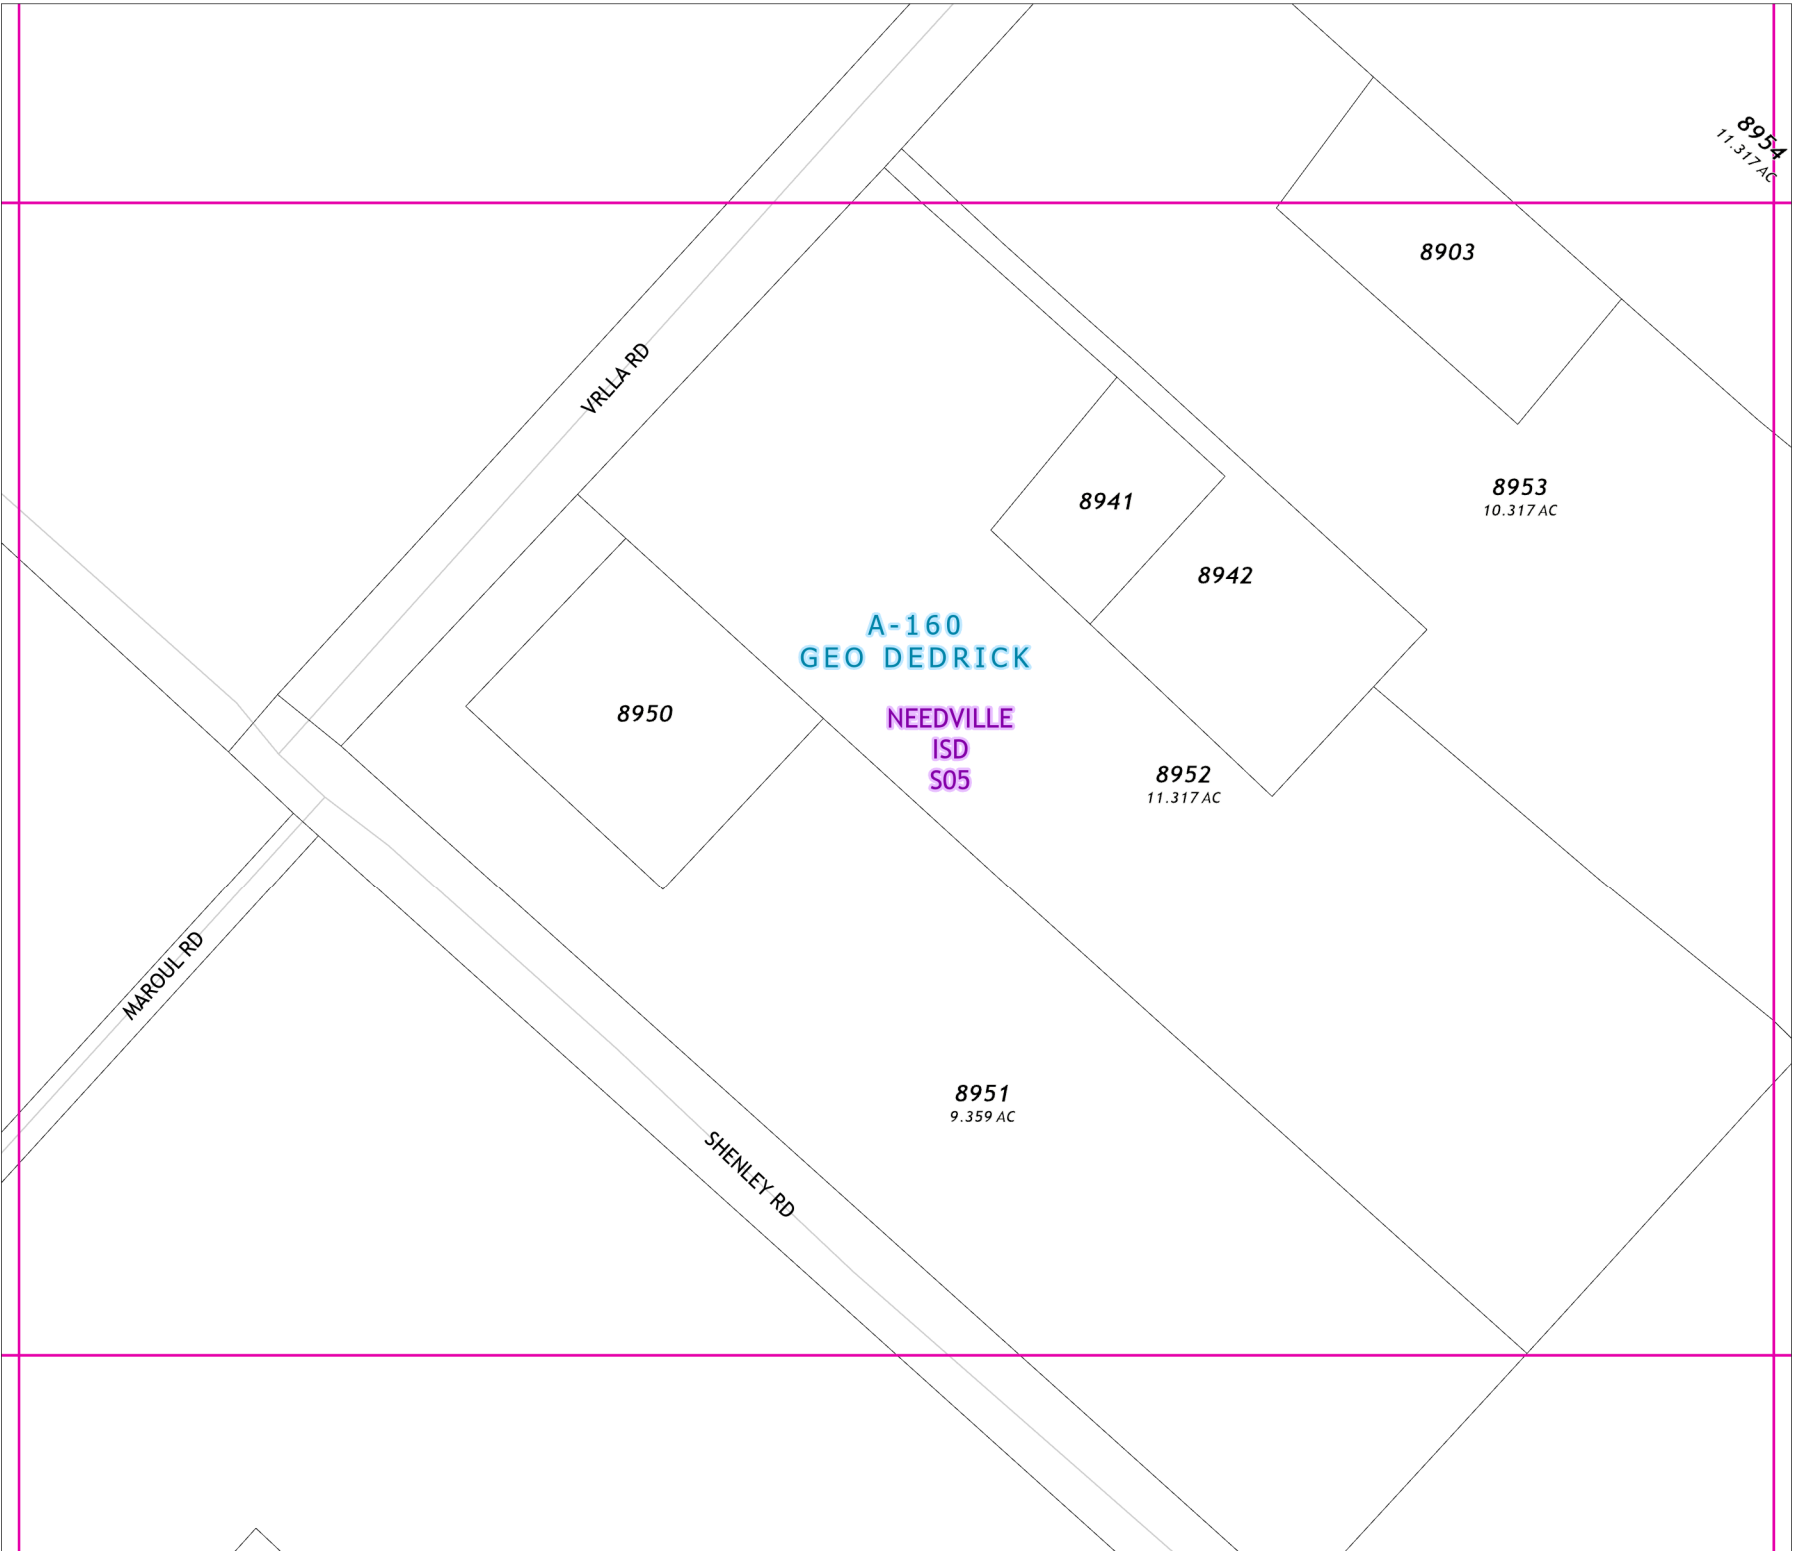 8954
11.317 AC
8903
VRLLA RD
8953
10.317 AC
8941
8942
A-160
GEO DEDRICK
8950
NEEDVILLE
ISD
S05
8952
11.317 AC
MAROUL RD
8951
9.359 AC
SHENLEY RD